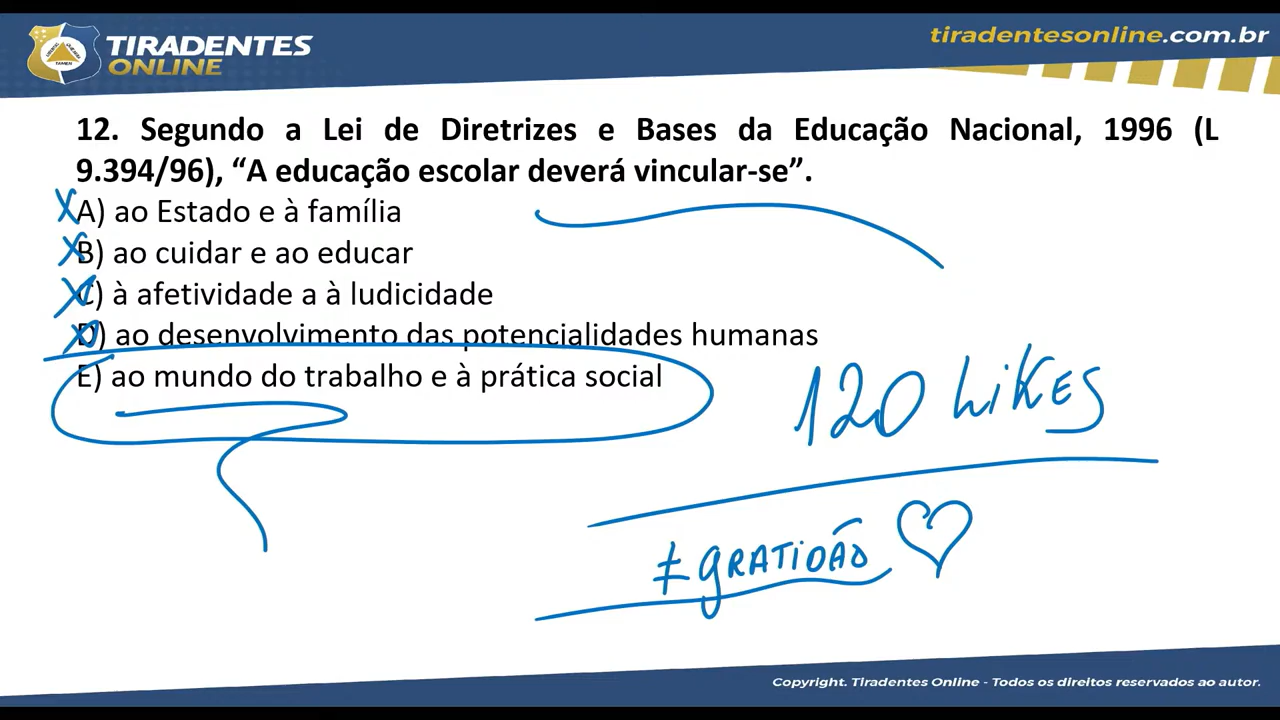 TIRADENTES
ONLINE
tiradentesonline.com.br
12. Segundo a Lei de Diretrizes e Bases da Educação Nacional, 1996 (L
9.394/96), “A educação escolar deverá vincular-se”.
A) ao Estado e à família
B) ao cuidar e ao educar
C) à afetividade a à ludicidade
D) ao desenvolvimento das potencialidades humanas
E) ao mundo do trabalho e à prática social
120 LIKES
#GRATIDÃO
Copyright. Tiradentes Online - Todos os direitos reservados ao autor.